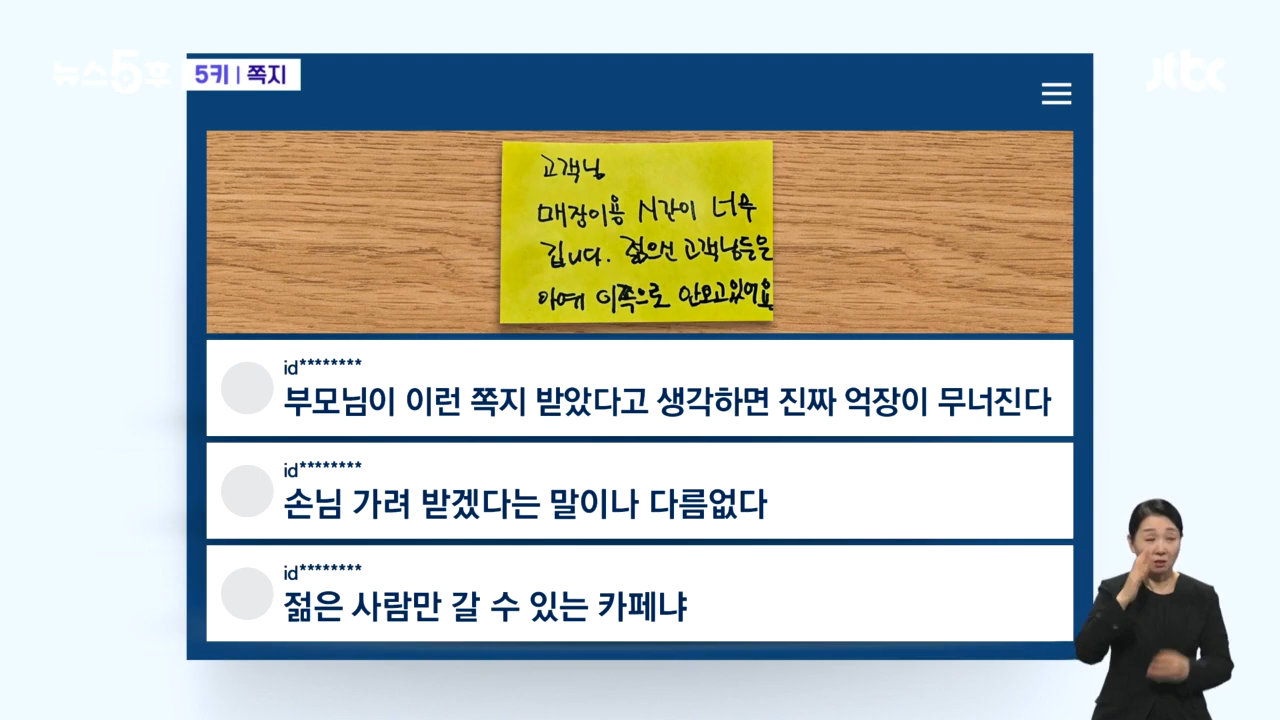 뉴스5후
5키 | 쪽지
jtbc
고객님
매장이용 시간이 너무
깁니다. 젊으신 고객님들은
아예 이쪽으로 안오고있어요
id********
부모님이 이런 쪽지 받았다고 생각하면 진짜 억장이 무너진다
id********
손님 가려 받겠다는 말이나 다름없다
id********
젊은 사람만 갈 수 있는 카페냐